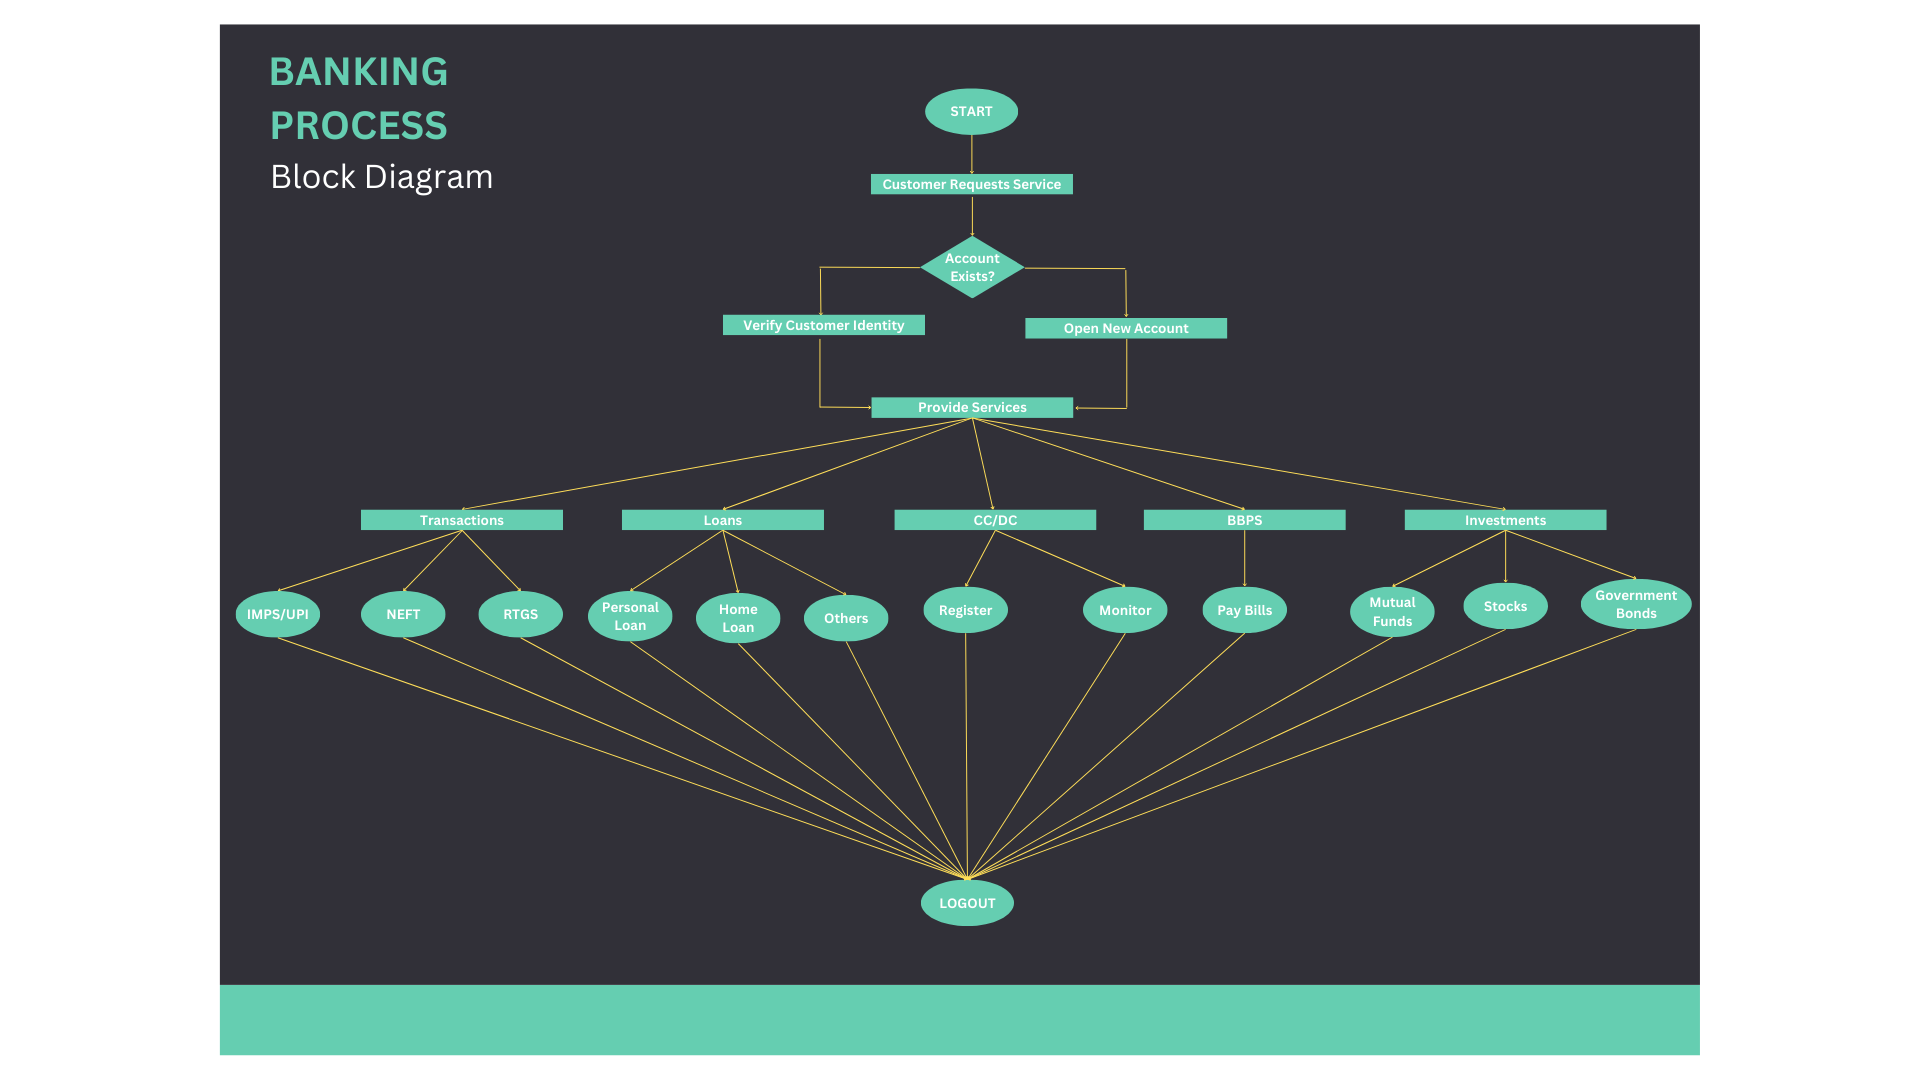 BANKING
PROCESS
Block Diagram
START
Customer Requests Service
Account
Exists?
Verify Customer Identity
Open New Account
Provide Services
Transactions
Loans
CC/DC
BBPS
Investments
IMPS/UPI
NEFT
RTGS
Personal
Loan
Home
Loan
Others
Register
Monitor
Pay Bills
Mutual
Funds
Stocks
Government
Bonds
LOGOUT